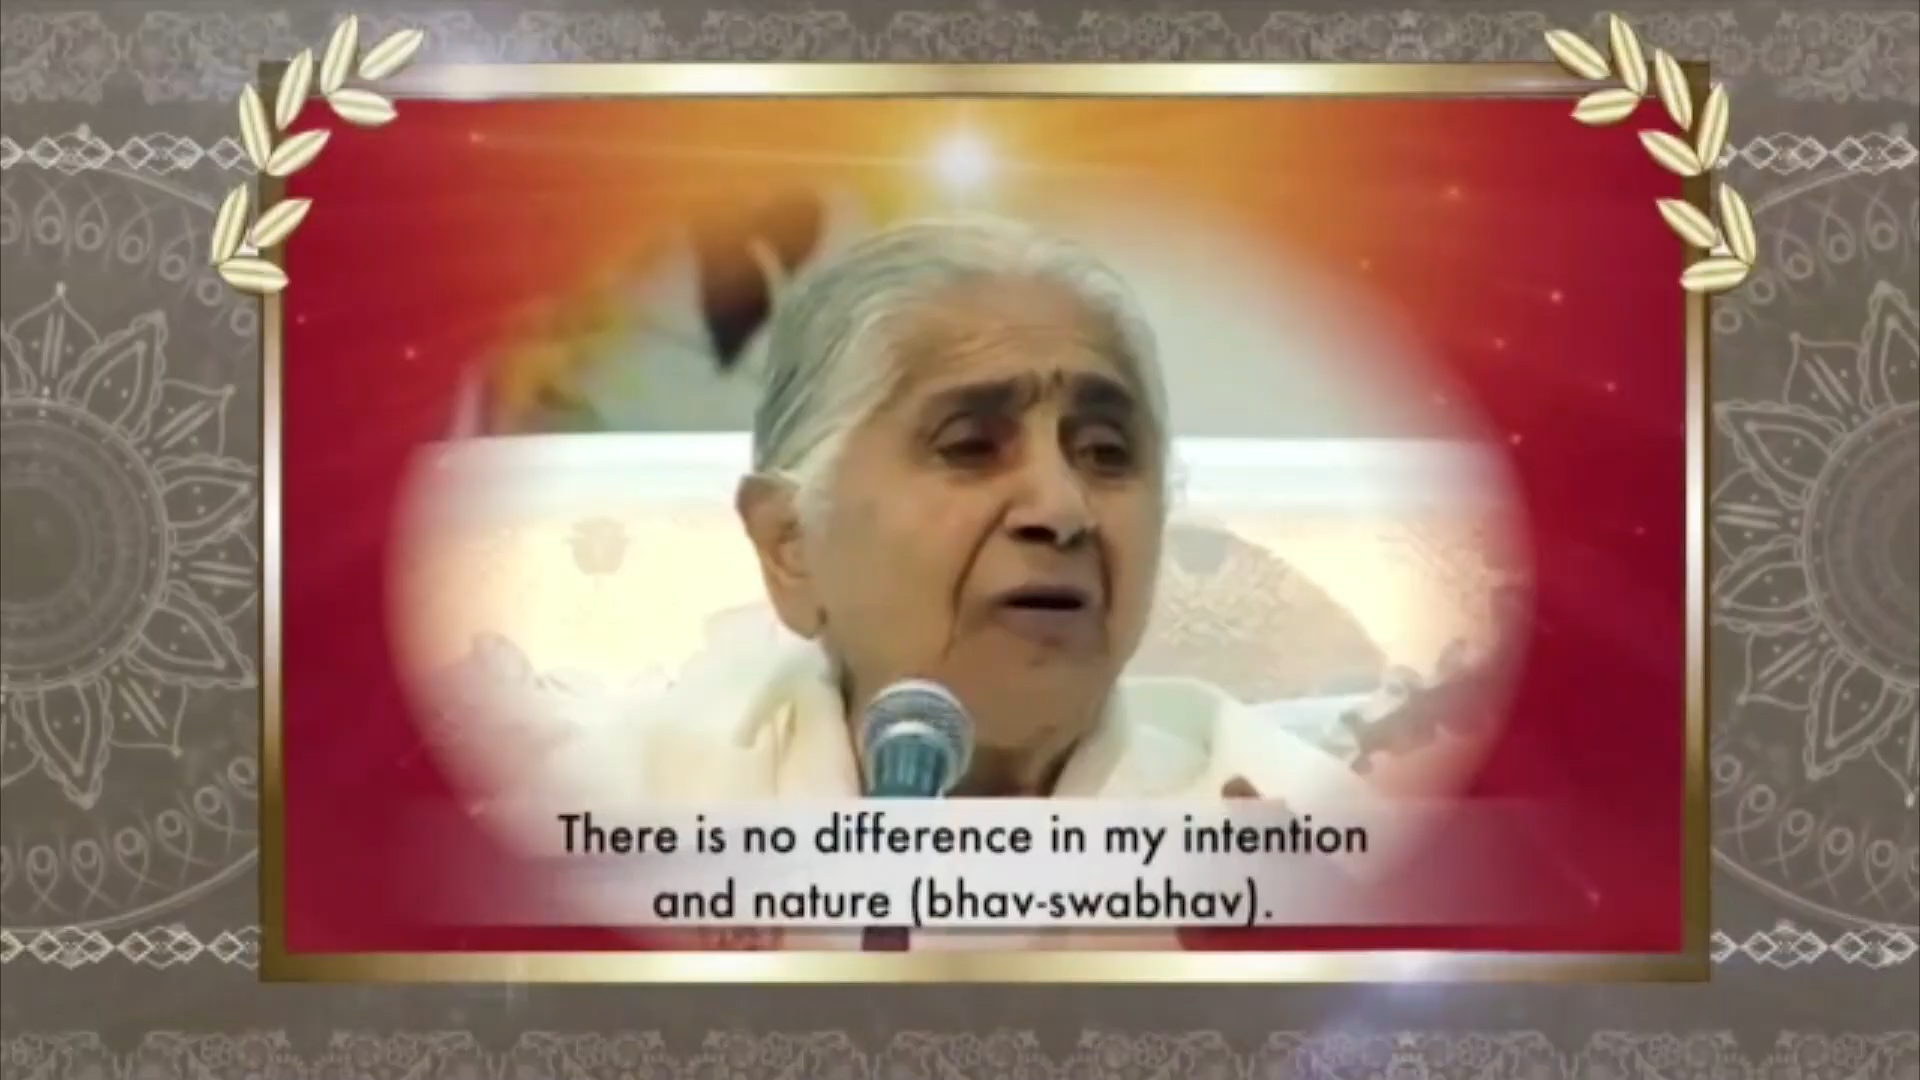 There is no difference in my intention
and nature (bhav-swabhav).